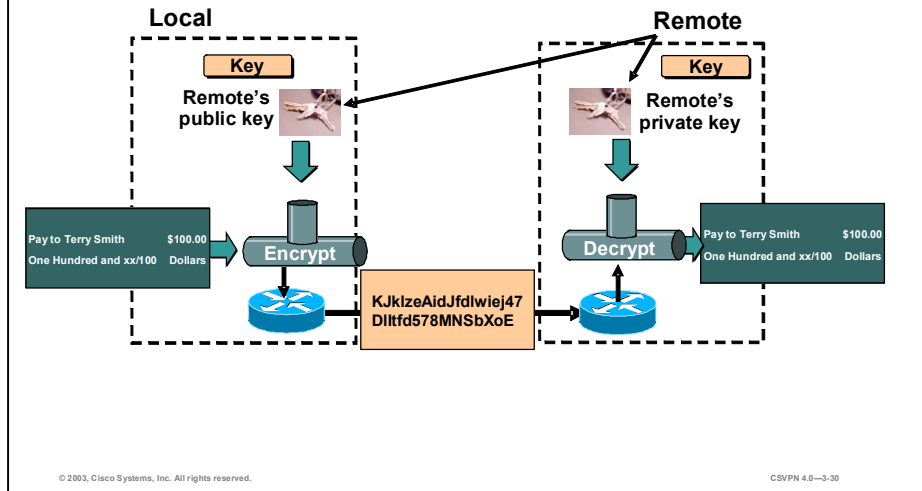 Local
Remote
Key
Key
Remote's
public key
Remote's
private key
Pay to Terry Smith $100.00
One Hundred and xx/100 Dollars
Encrypt
Decrypt
Pay to Terry Smith $100.00
One Hundred and xx/100 Dollars
KJklzeAidJfdlwiej47
DlItfd578MNSbXoE
© 2003, Cisco Systems, Inc. All rights reserved.
CSVPN 4.0—3-30